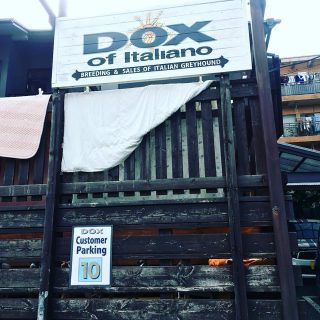 DOX
of Italiano
BREEDING & SALES OF ITALIAN GREYHOUND
DOX
Customer
Parking
10